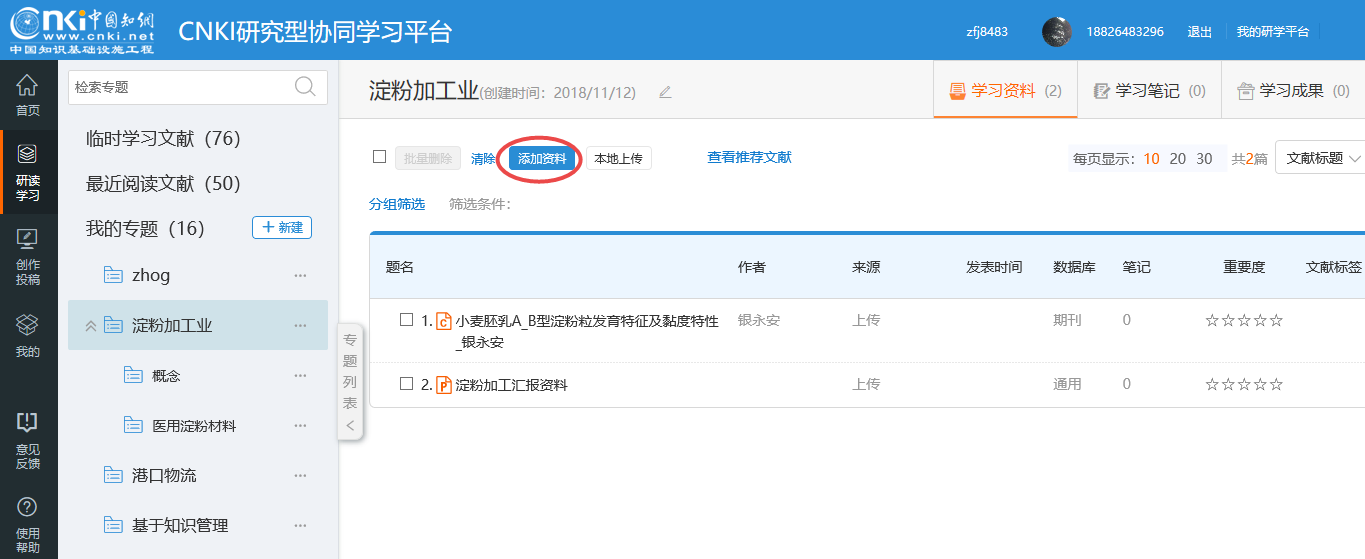 cnki中国知网
www.cnki.net
中国知识基础设施工程
CNKI研究型协同学习平台
zfj8483
18826483296
退出
我的研学平台
首页
研读
学习
创作
投稿
我的
意见
反馈
使用
帮助
检索专题
临时学习文献（76）
最近阅读文献（50）
我的专题（16）
新建
zhog
淀粉加工业
概念
医用淀粉材料
港口物流
基于知识管理
专
题
列
表
<
淀粉加工业(创建时间：2018/11/12)
学习资料 (2)
学习笔记 (0)
学习成果 (0)
批量删除 清除 添加资料 本地上传 查看推荐文献
每页显示：10 20 30 共2篇 文献标题
分组筛选 筛选条件：
题名 作者 来源 发表时间 数据库 笔记 重要度 文献标签
1. C 小麦胚乳A_B型淀粉粒发育特征及黏度特性 银永安 上传 期刊 0 ☆☆☆☆☆
_银永安
2. P 淀粉加工汇报资料 上传 通用 0 ☆☆☆☆☆